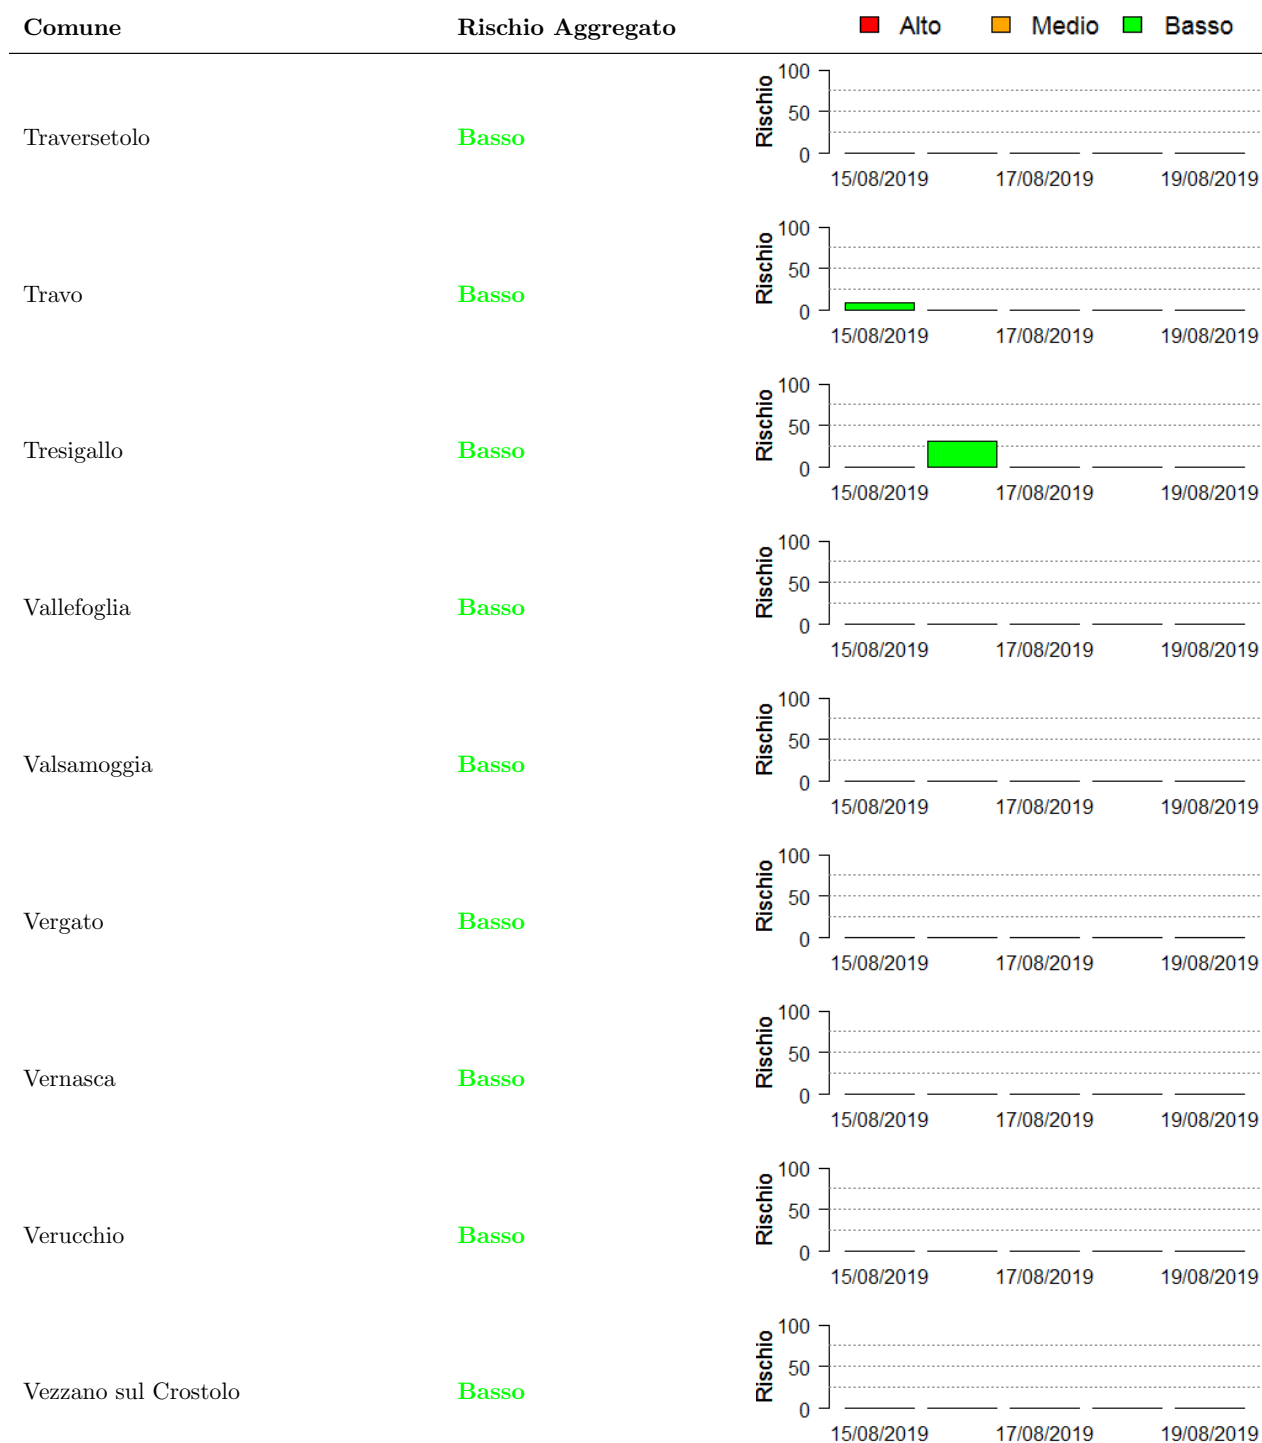 Comune Rischio Aggregato Alto Medio Basso
Traversetolo Basso Rischio 100 50 0
15/08/2019 17/08/2019 19/08/2019
Travo Basso Rischio 100 50 0
15/08/2019 17/08/2019 19/08/2019
Tresigallo Basso Rischio 100 50 0
15/08/2019 17/08/2019 19/08/2019
Vallefoglia Basso Rischio 100 50 0
15/08/2019 17/08/2019 19/08/2019
Valsamoggia Basso Rischio 100 50 0
15/08/2019 17/08/2019 19/08/2019
Vergato Basso Rischio 100 50 0
15/08/2019 17/08/2019 19/08/2019
Vernasca Basso Rischio 100 50 0
15/08/2019 17/08/2019 19/08/2019
Verucchio Basso Rischio 100 50 0
15/08/2019 17/08/2019 19/08/2019
Vezzano sul Crostolo Basso Rischio 100 50 0
15/08/2019 17/08/2019 19/08/2019